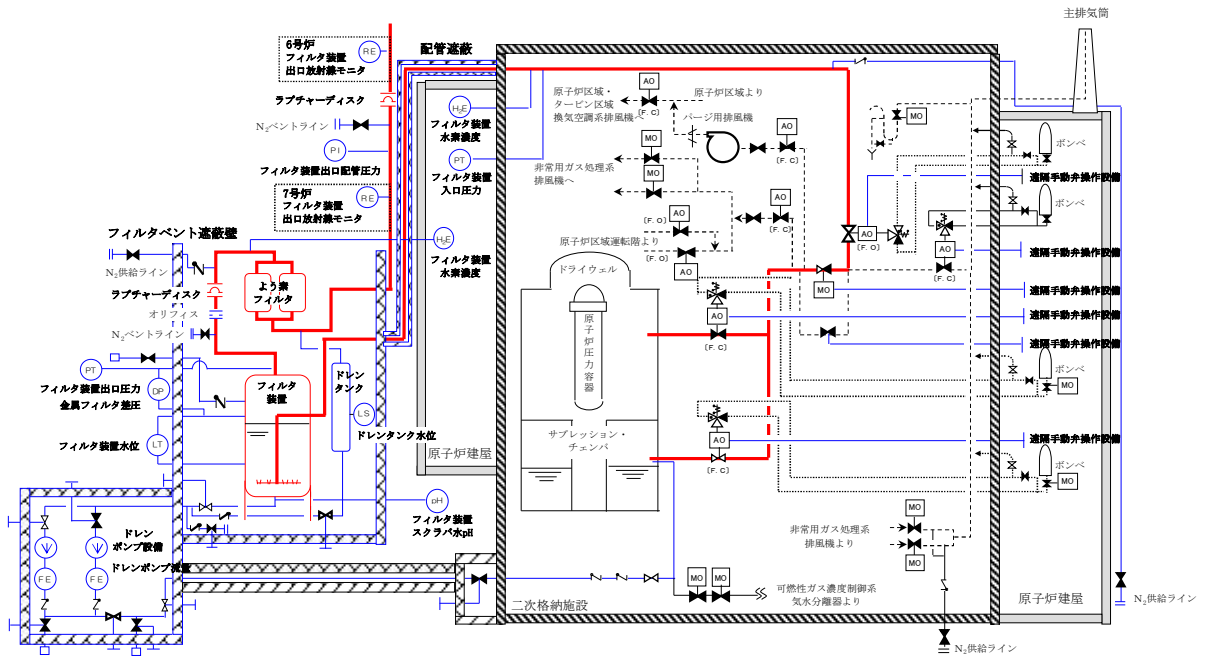 主排気筒
6号炉
フィルタ装置
出口放射線モニタ
RE
配管遮蔽
ラプチャーディスク
N₂ベントライン
PI
フィルタ装置出口配管圧力
7号炉
フィルタ装置
出口放射線モニタ
RE
H₂E
フィルタ装置
水素濃度
PT
フィルタ装置
入口圧力
H₂E
フィルタ装置
水素濃度
原子炉区域・
タービン区域
換気空調系排風機へ
AO
(F. C)
原子炉区域より
パージ用排風機
AO
(F. C)
MO
非常用ガス処理系
排風機へ
MO
AO
(F. O)
AO
(F. C)
原子炉区域運転階より
(F. O)
AO
MO
ボンベ
遠隔手動弁操作設備
ボンベ
AO
(F. O)
AO
(F. C)
遠隔手動弁操作設備
MO
遠隔手動弁操作設備
AO
(F. C)
遠隔手動弁操作設備
遠隔手動弁操作設備
ボンベ
MO
遠隔手動弁操作設備
AO
(F. C)
ボンベ
MO
フィルタベント遮蔽壁
N₂供給ライン
ラプチャーディスク
オリフィス
N₂ベントライン
よう素
フィルタ
PT
フィルタ装置出口圧力
DP
金属フィルタ差圧
フィルタ
装置
ドレン
タンク
LS
ドレンタンク水位
LT
フィルタ装置水位
pH
フィルタ装置
スクラバ水pH
原子炉建屋
ドライウェル
原子炉圧力容器
サプレッション・
チェンバ
ドレン
ポンプ設備
FE
FE
ドレンポンプ流量
MO
非常用ガス処理系
排風機より
MO
MO
MO
可燃性ガス濃度制御系
気水分離器より
二次格納施設
原子炉建屋
N₂供給ライン
N₂供給ライン